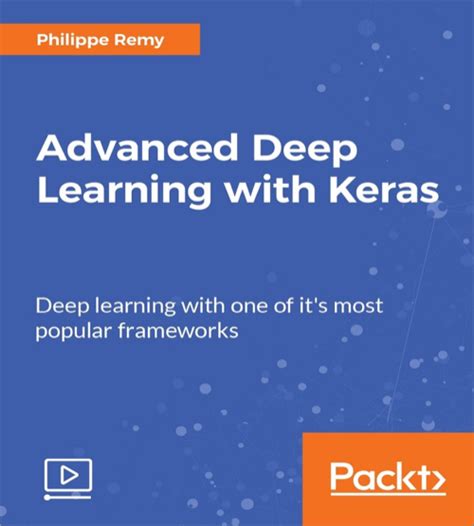 Philippe Remy
Advanced Deep
Learning with Keras
Deep learning with one of it's most
popular frameworks
Packt>